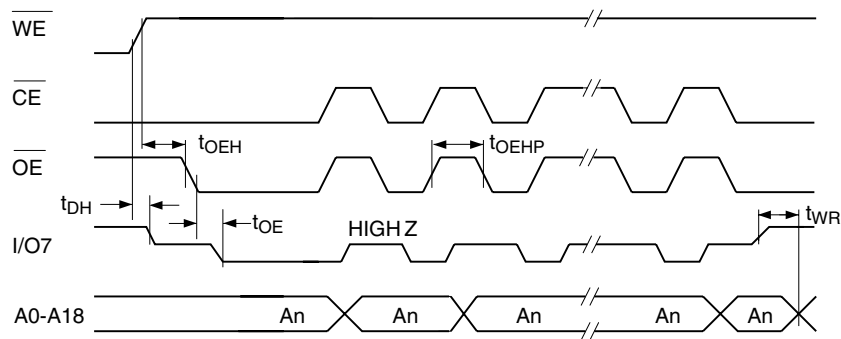 WE
CE
tOEH
tOEHP
OE
tDH
tOE
HIGH Z
tWR
I/O7
A0-A18
An
An
An
An
An